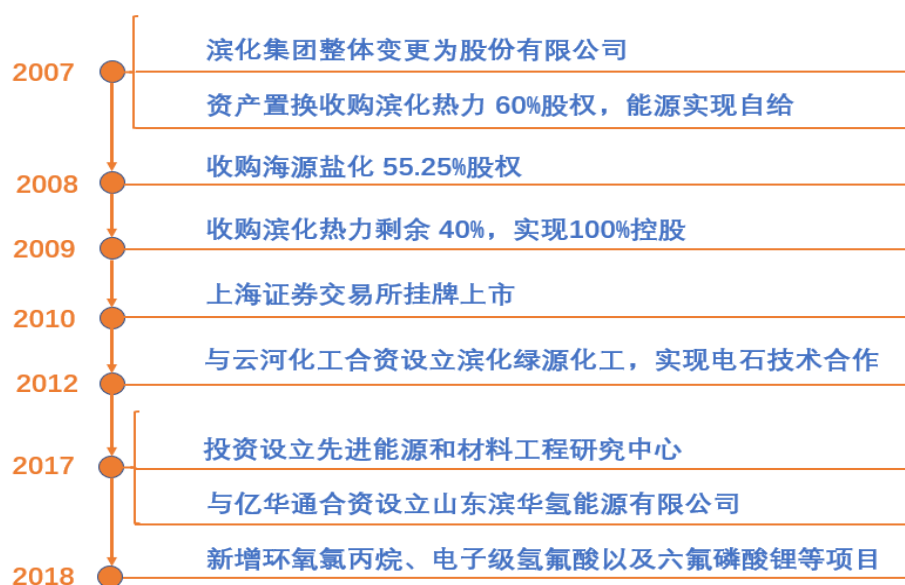 滨化集团整体变更为股份有限公司
2007
资产置换收购滨化热力 60%股权，能源实现自给
2008 收购海源盐化 55.25%股权
2009 收购滨化热力剩余 40%，实现100%控股
2010 上海证券交易所挂牌上市
2012 与云河化工合资设立滨化绿源化工，实现电石技术合作
2017 投资设立先进能源和材料工程研究中心
与亿华通合资设立山东滨华氢能源有限公司
2018 新增环氧氯丙烷、电子级氢氟酸以及六氟磷酸锂等项目